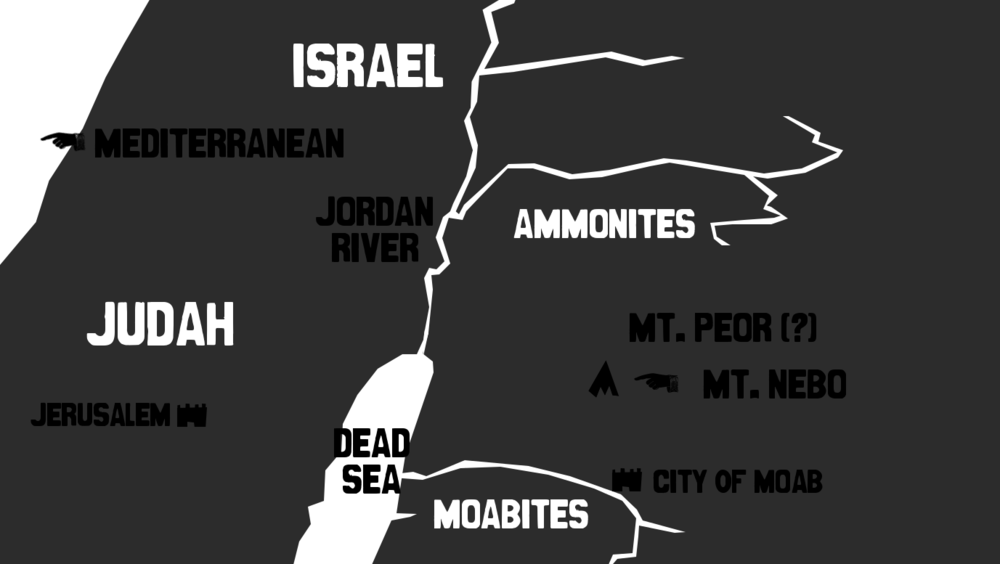 ISRAEL
MEDITERRANEAN
JORDAN
RIVER
AMMONITES
JUDAH
MT. PEOR (?)
MT. NEBO
JERUSALEM
DEAD
SEA
CITY OF MOAB
MOABITES